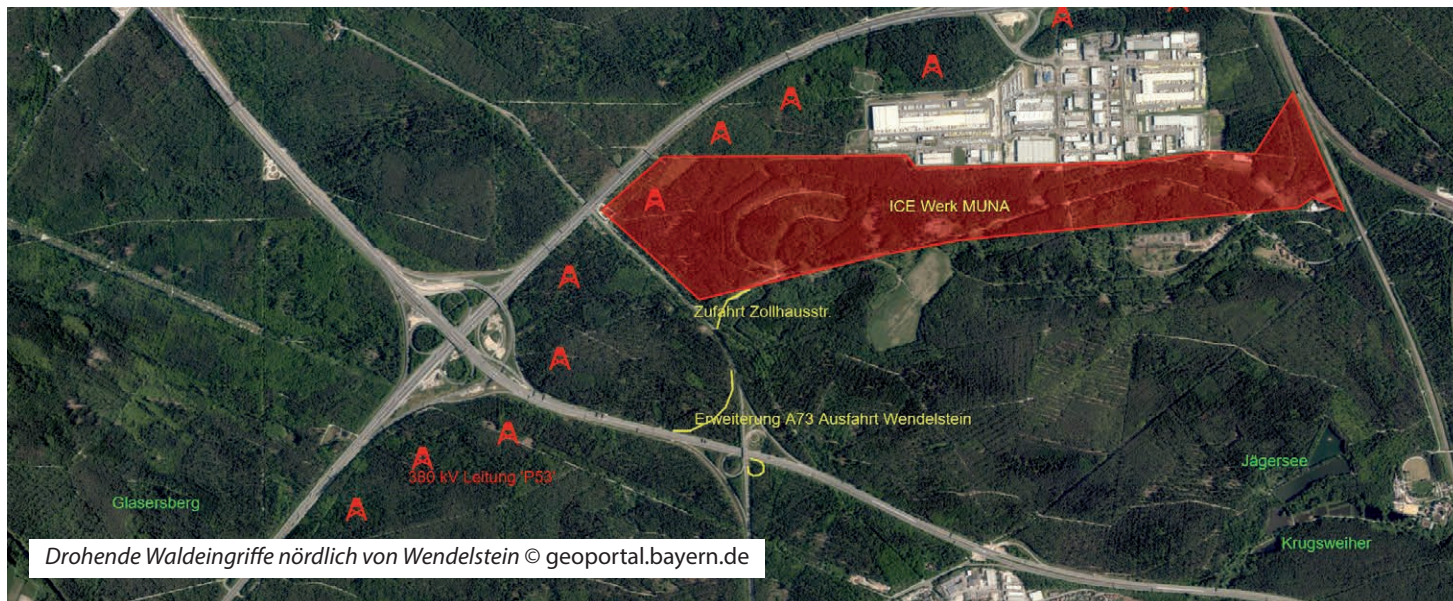 ICE Werk MUNA
Zufahrt Zollhausstr.
Erweiterung A73 Ausfahrt Wendelstein
380 kV Leitung 'P53'
Jägersee
Glasersberg
Krugsweiher
Drohende Waldeingriffe nördlich von Wendelstein © geoportal.bayern.de